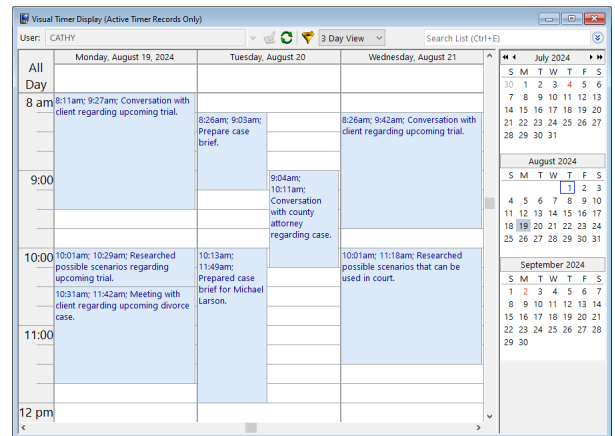 Visual Timer Display (Active Timer Records Only)
User: CATHY 3 Day View Search List (Ctrl+E)
Monday, August 19, 2024 Tuesday, August 20 Wednesday, August 21
All
Day
8 am
9:00
10:00
11:00
12 pm
8:11am; 9:27am; Conversation with
client regarding upcoming trial.
10:01am; 10:29am; Researched
possible scenarios regarding
upcoming trial.
10:31am; 11:42am; Meeting with
client regarding upcoming divorce
case.
8:26am; 9:03am;
Prepare case
brief.
9:04am;
10:11am;
Conversation
with county
attorney
regarding case.
10:13am;
11:49am;
Prepared case
brief for Michael
Larson.
8:26am; 9:42am; Conversation with
client regarding upcoming trial.
10:01am; 11:18am; Researched
possible scenarios that can be
used in court.
July 2024
S M T W T F S
30 1 2 3 4 5 6
7 8 9 10 11 12 13
14 15 16 17 18 19 20
21 22 23 24 25 26 27
28 29 30 31
August 2024
S M T W T F S
1 2 3
4 5 6 7 8 9 10
11 12 13 14 15 16 17
18 19 20 21 22 23 24
25 26 27 28 29 30 31
September 2024
S M T W T F S
1 2 3 4 5 6 7
8 9 10 11 12 13 14
15 16 17 18 19 20 21
22 23 24 25 26 27 28
29 30